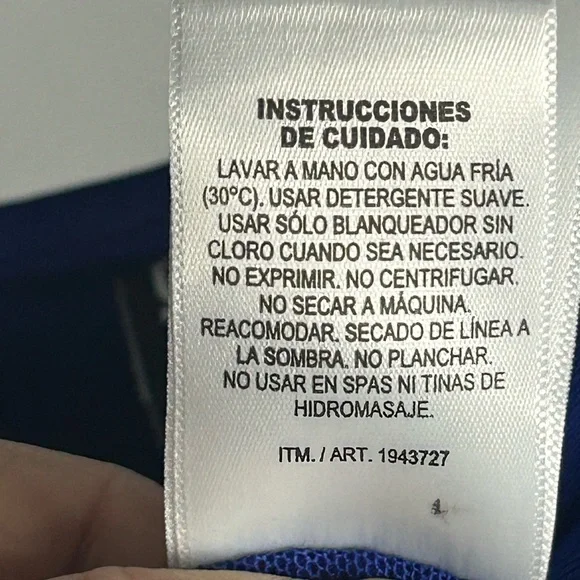 INSTRUCCIONES
DE CUIDADO:
LAVAR A MANO CON AGUA FRÍA
(30°C). USAR DETERGENTE SUAVE.
USAR SÓLO BLANQUEADOR SIN
CLORO CUANDO SEA NECESARIO.
NO EXPRIMIR. NO CENTRIFUGAR.
NO SECAR A MÁQUINA.
REACOMODAR. SECADO DE LÍNEA A
LA SOMBRA. NO PLANCHAR.
NO USAR EN SPAS NI TINAS DE
HIDROMASAJE.
ITM. / ART. 1943727